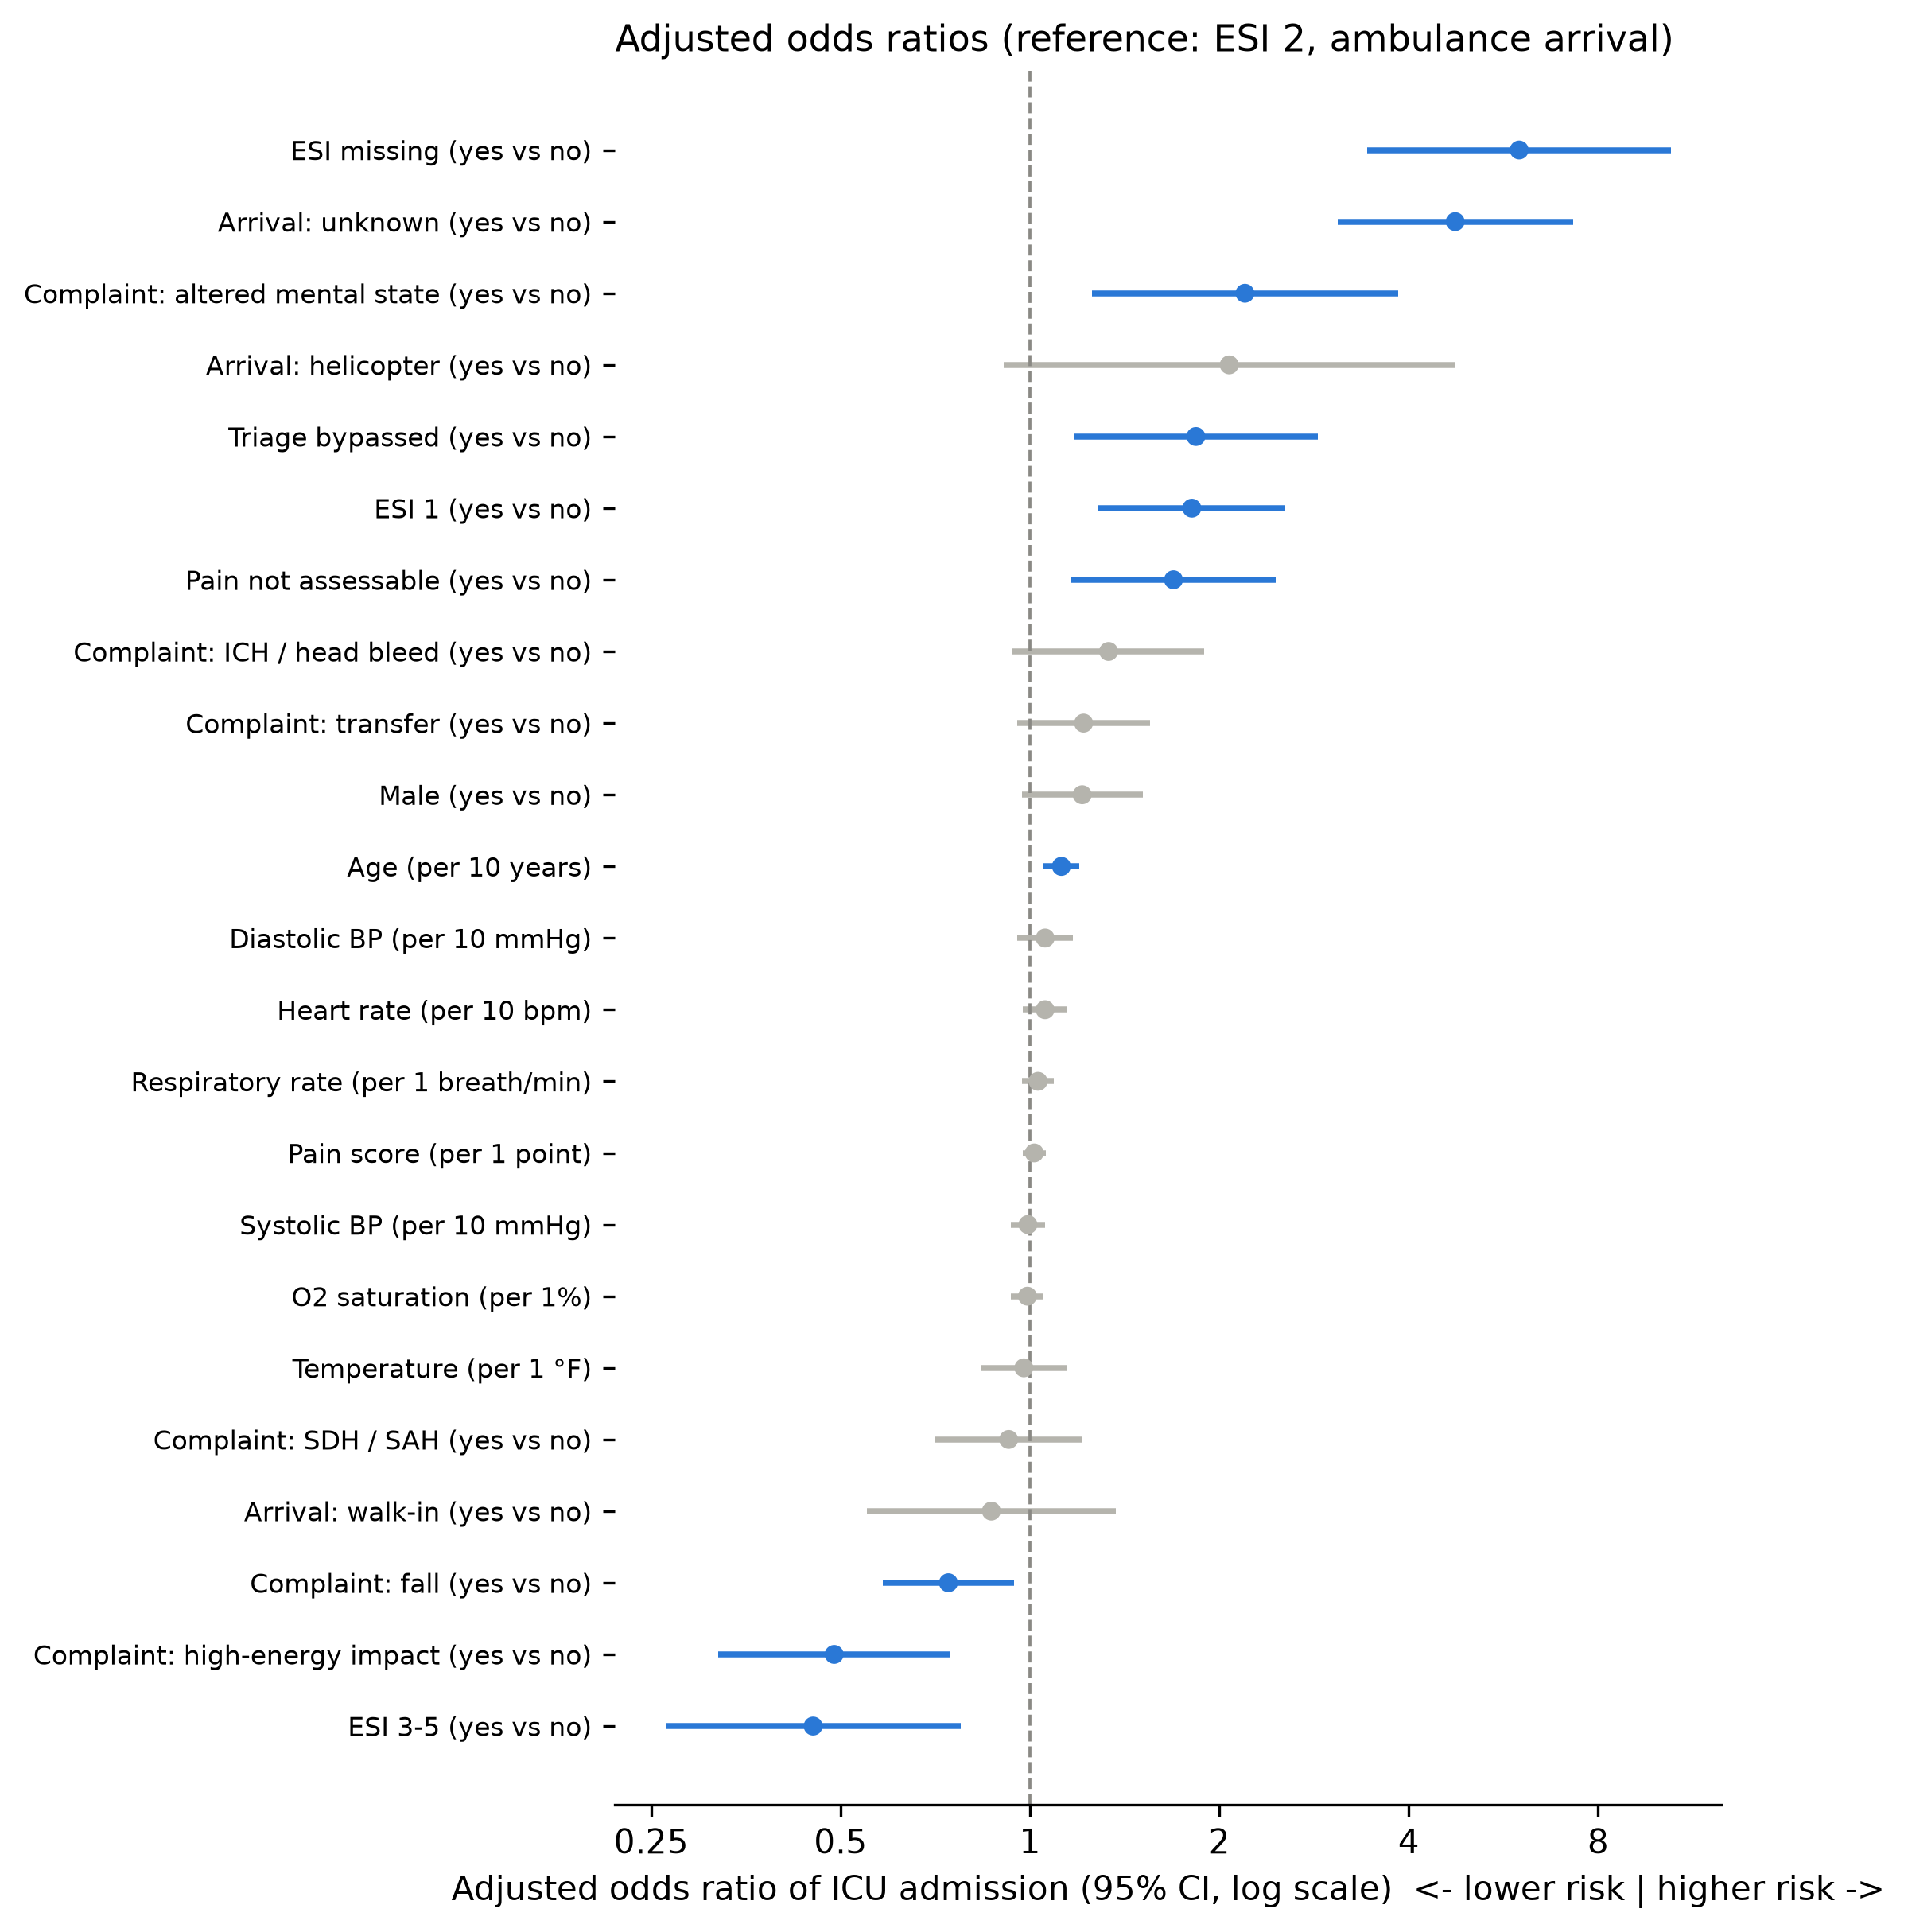 Adjusted odds ratios (reference: ESI 2, ambulance arrival)
ESI missing (yes vs no)
Arrival: unknown (yes vs no)
Complaint: altered mental state (yes vs no)
Arrival: helicopter (yes vs no)
Triage bypassed (yes vs no)
ESI 1 (yes vs no)
Pain not assessable (yes vs no)
Complaint: ICH / head bleed (yes vs no)
Complaint: transfer (yes vs no)
Male (yes vs no)
Age (per 10 years)
Diastolic BP (per 10 mmHg)
Heart rate (per 10 bpm)
Respiratory rate (per 1 breath/min)
Pain score (per 1 point)
Systolic BP (per 10 mmHg)
O2 saturation (per 1%)
Temperature (per 1 °F)
Complaint: SDH / SAH (yes vs no)
Arrival: walk-in (yes vs no)
Complaint: fall (yes vs no)
Complaint: high-energy impact (yes vs no)
ESI 3-5 (yes vs no)
0.25 0.5 1 2 4 8
Adjusted odds ratio of ICU admission (95% CI, log scale)  <- lower risk | higher risk ->